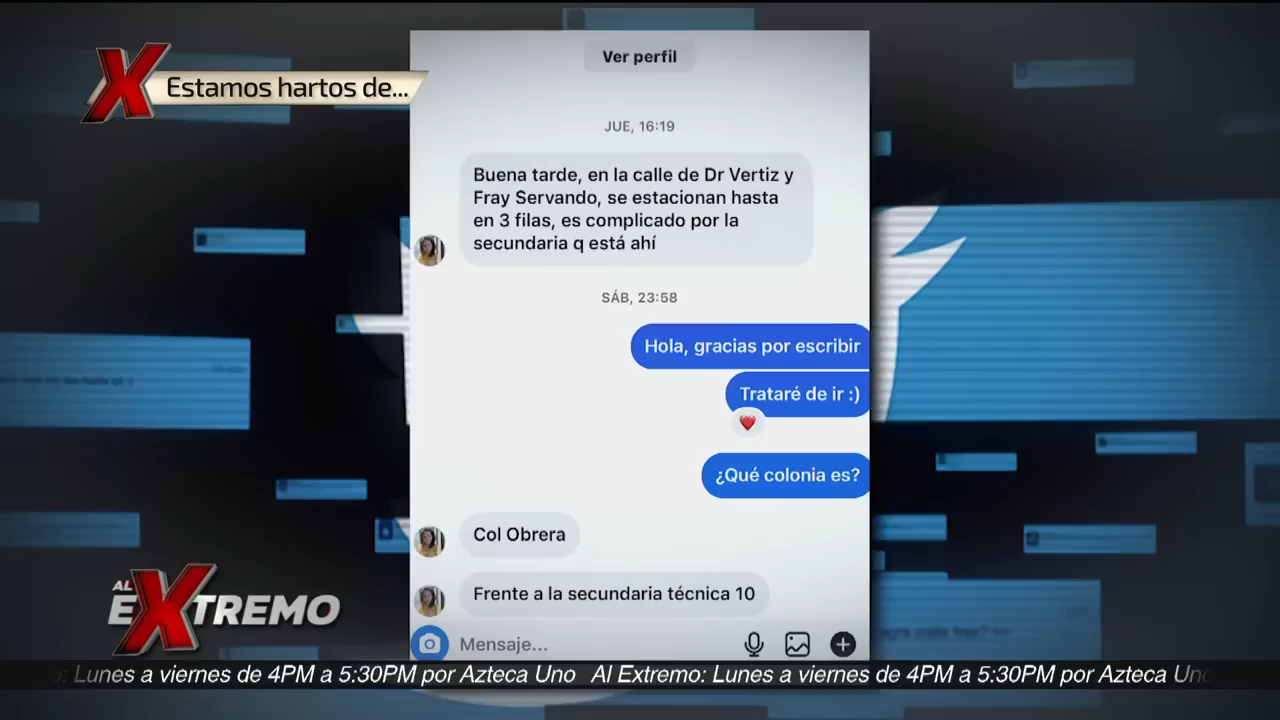 Estamos hartos de...
Ver perfil
JUE, 16:19
Buena tarde, en la calle de Dr Vertiz y
Fray Servando, se estacionan hasta
en 3 filas, es complicado por la
secundaria q está ahí
SÁB, 23:58
Hola, gracias por escribir
Trataré de ir :)
¿Qué colonia es?
Col Obrera
Frente a la secundaria técnica 10
Mensaje...
AL EXTREMO
Lunes a viernes de 4PM a 5:30PM por Azteca Uno Al Extremo: Lunes a viernes de 4PM a 5:30PM por Azteca Uno